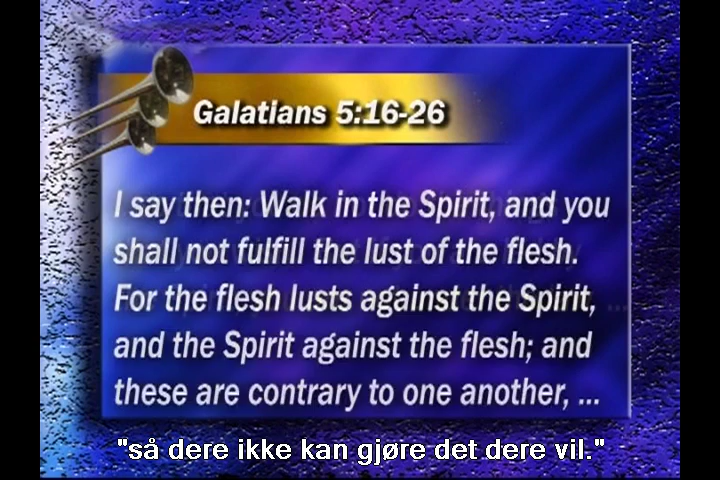 Galatians 5:16-26
I say then: Walk in the Spirit, and you
shall not fulfill the lust of the flesh.
For the flesh lusts against the Spirit,
and the Spirit against the flesh; and
these are contrary to one another, ...
"så dere ikke kan gjøre det dere vil."